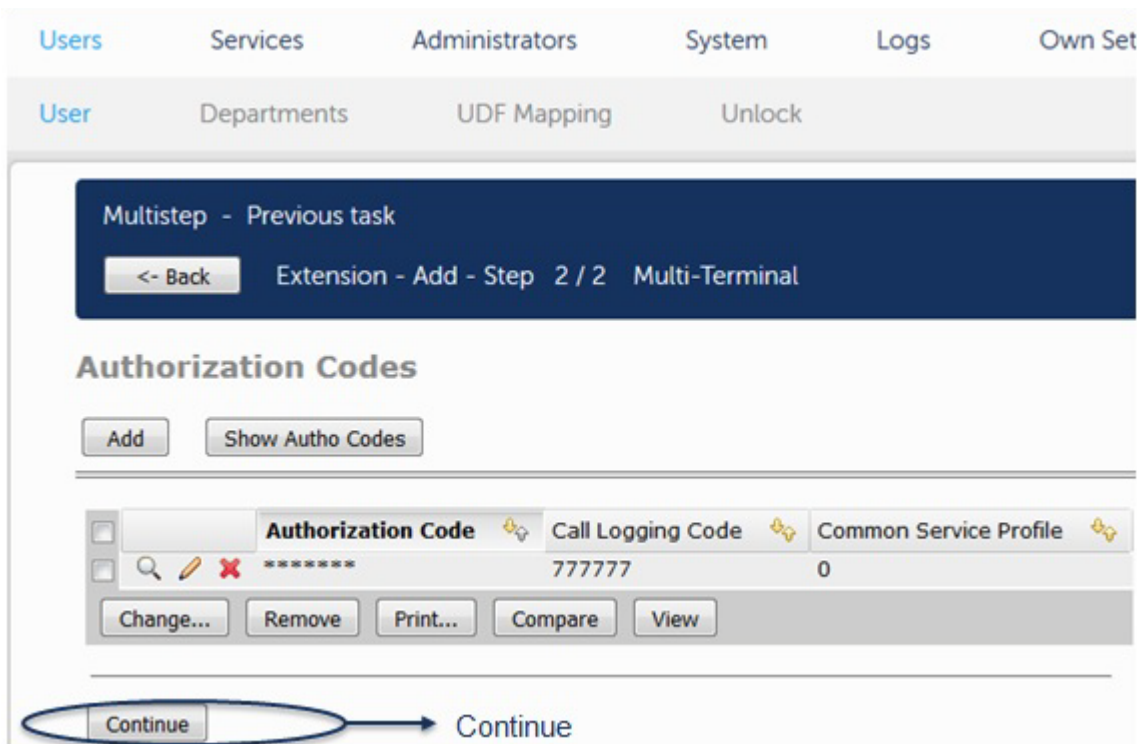 Users Services Administrators System Logs Own Set
User Departments UDF Mapping Unlock
Multistep - Previous task
<- Back Extension - Add - Step 2 / 2 Multi-Terminal
Authorization Codes
Add Show Autho Codes
Authorization Code Call Logging Code Common Service Profile
******* 777777 0
Change... Remove Print... Compare View
Continue Continue